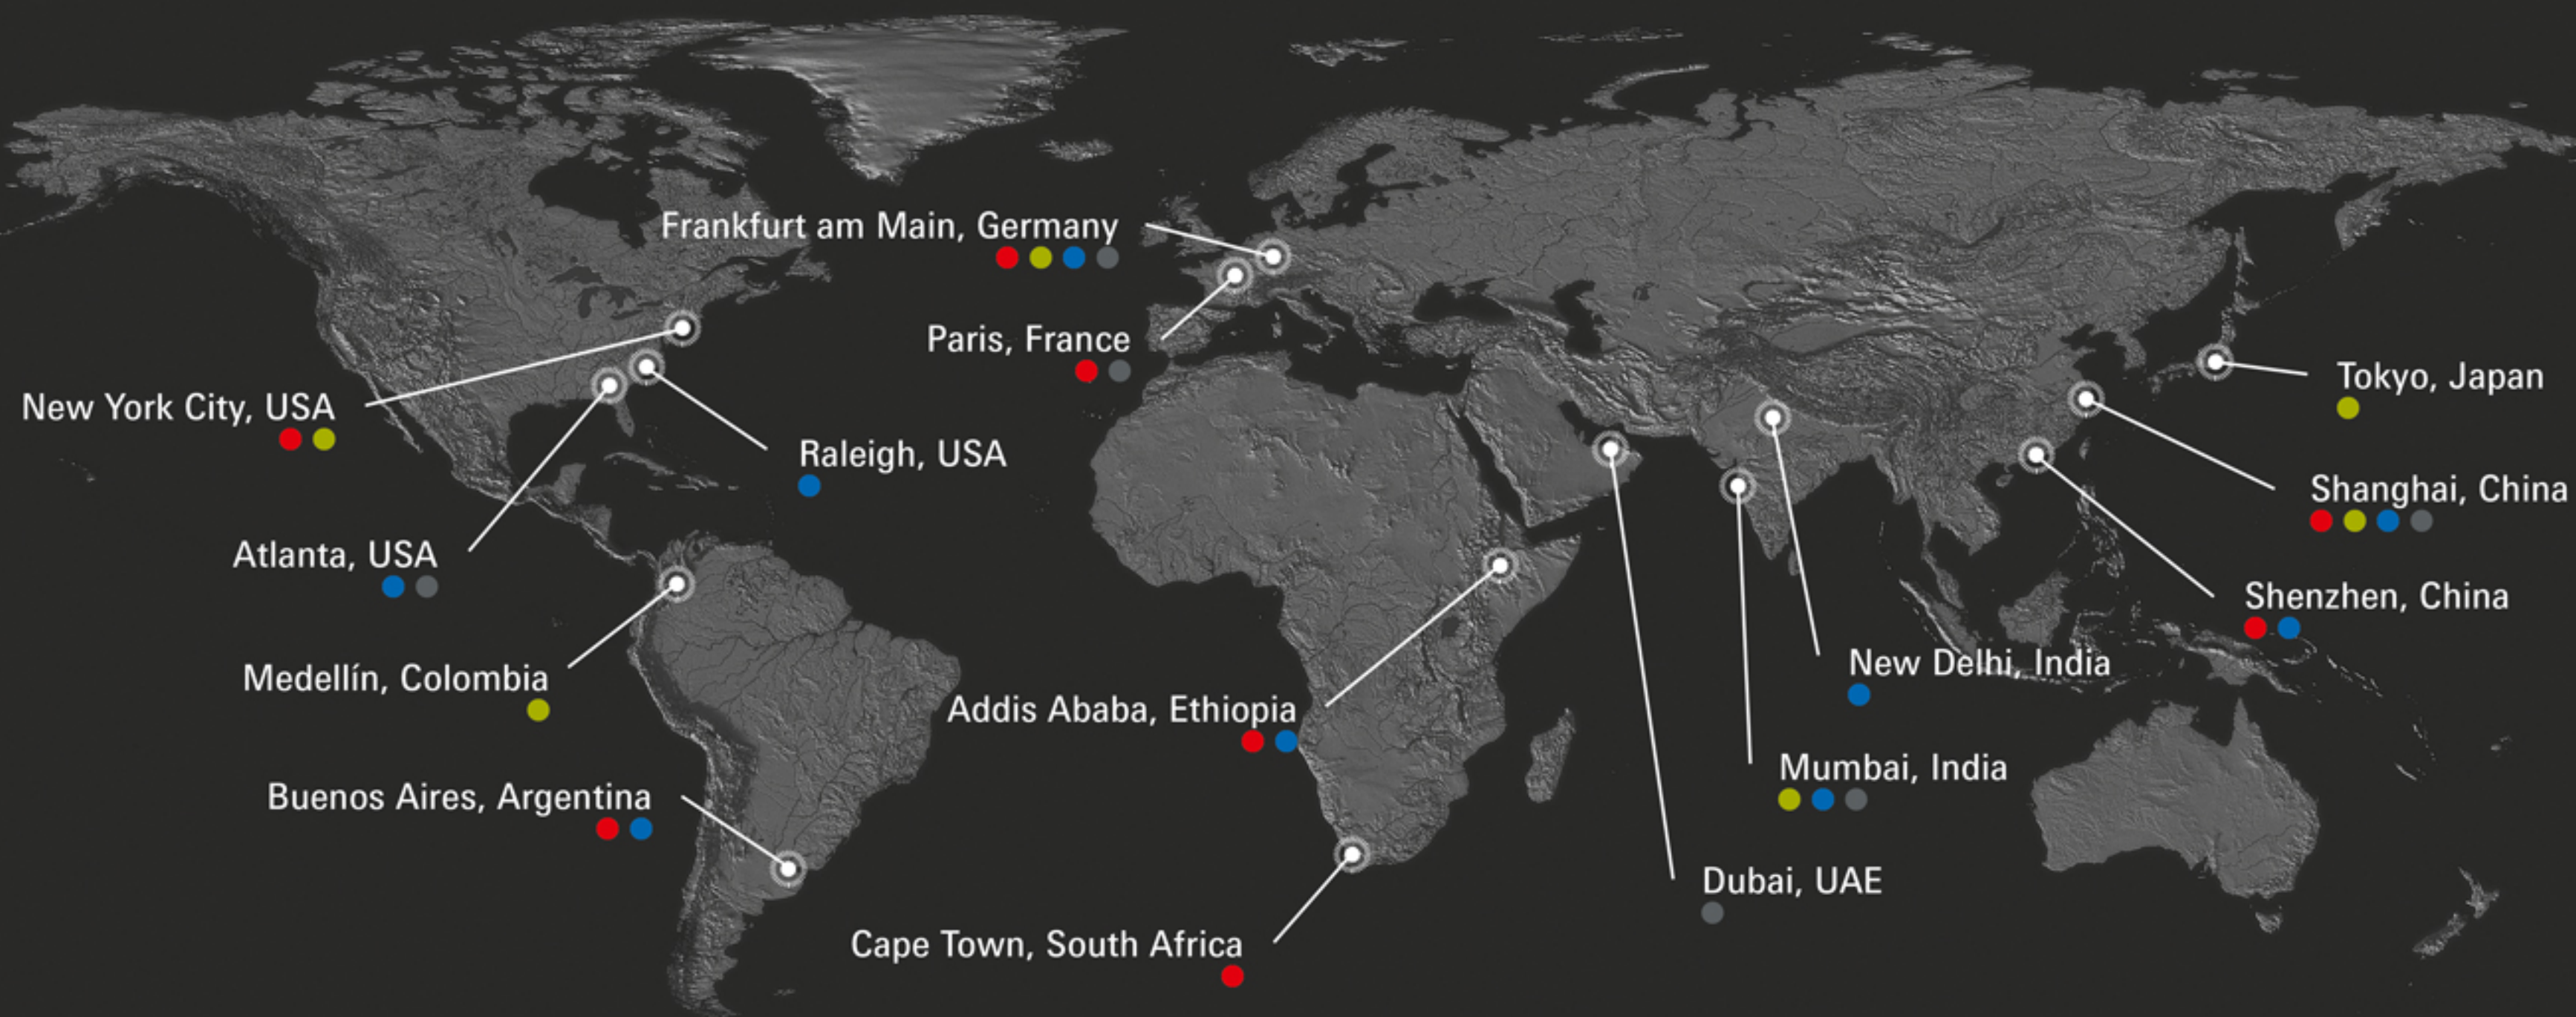 Frankfurt am Main, Germany
Paris, France
Tokyo, Japan
New York City, USA
Raleigh, USA
Shanghai, China
Atlanta, USA
Shenzhen, China
Medellín, Colombia
New Delhi, India
Addis Ababa, Ethiopia
Mumbai, India
Buenos Aires, Argentina
Dubai, UAE
Cape Town, South Africa